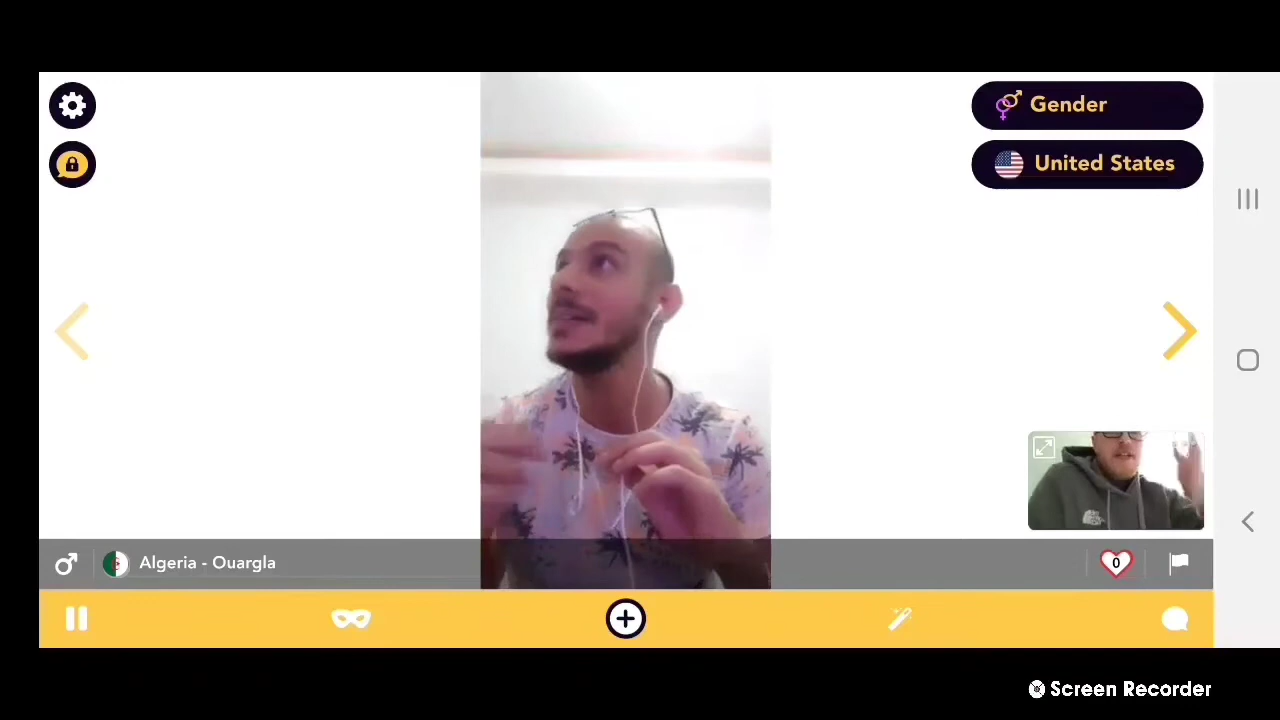 Gender
United States
Algeria - Ouargla
0
Screen Recorder